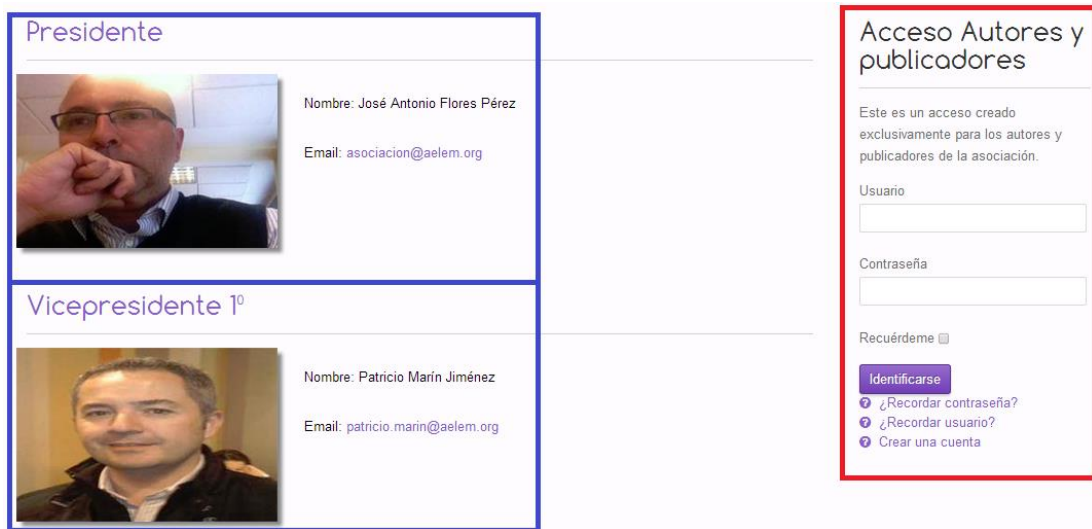 Presidente
Nombre: José Antonio Flores Pérez
Email: asociacion@aelem.org
Vicepresidente 1º
Nombre: Patricio Marín Jiménez
Email: patricio.marin@aelem.org
Acceso Autores y
publicadores
Este es un acceso creado
exclusivamente para los autores y
publicadores de la asociación.
Usuario
Contraseña
Recuérdeme
Identificarse
¿Recordar contraseña?
¿Recordar usuario?
Crear una cuenta